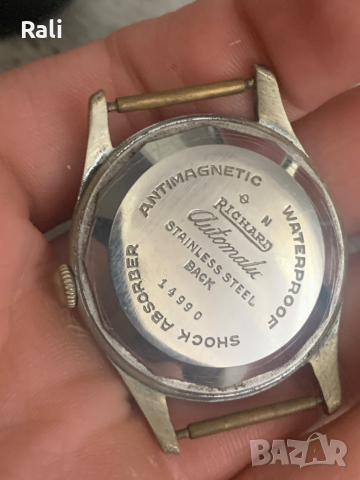 Rali
ANTIMAGNETIC
WATERPROOF
SHOCK ABSORBER
N
RICHARD
Automatic
STAINLESS STEEL
BACK
14990
BAZAR